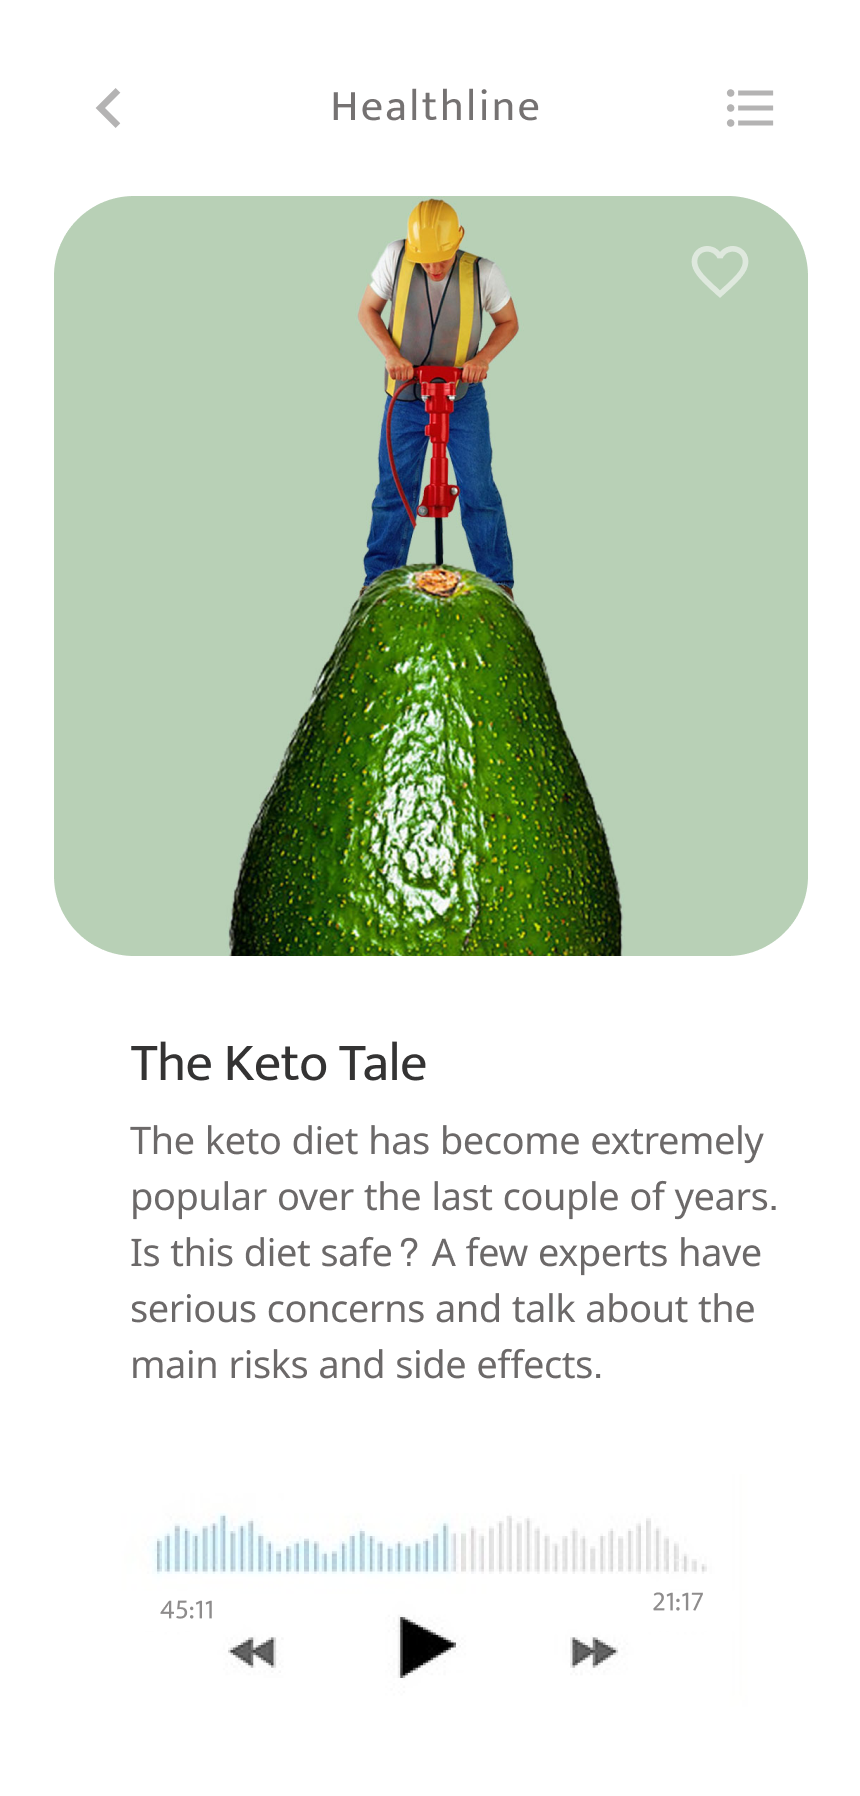 Healthline
The Keto Tale
The keto diet has become extremely
popular over the last couple of years.
Is this diet safe? A few experts have
serious concerns and talk about the
main risks and side effects.
45:11
21:17